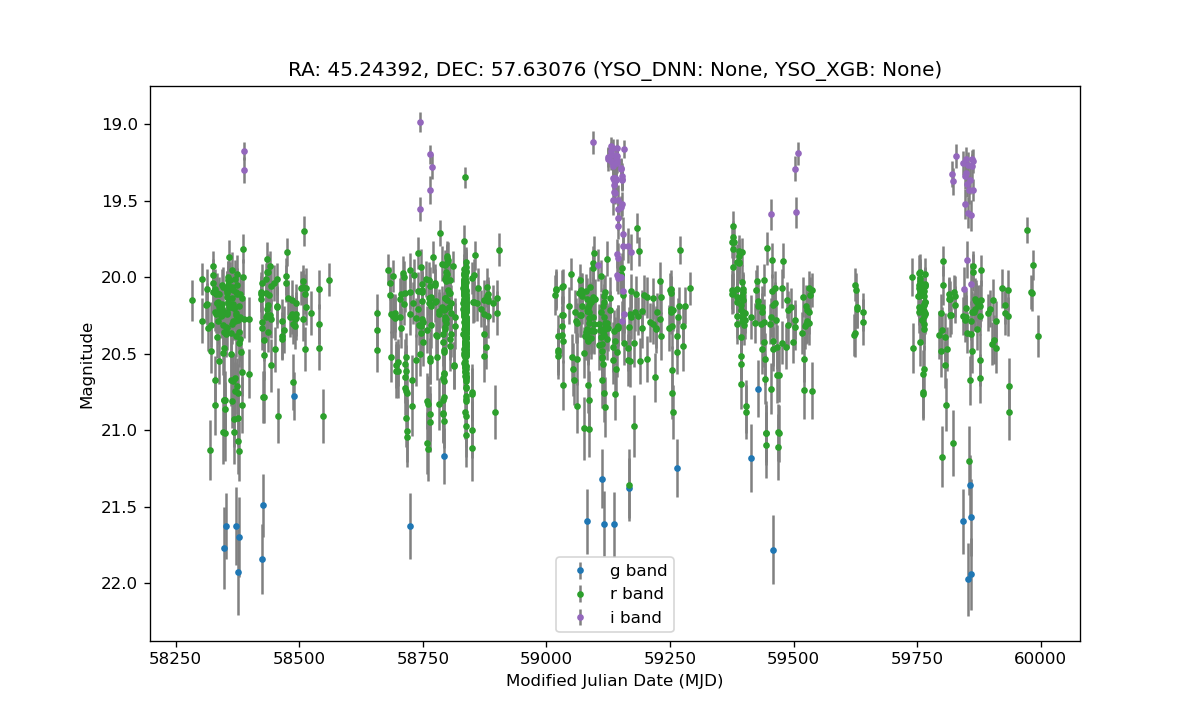 RA: 45.24392, DEC: 57.63076 (YSO_DNN: None, YSO_XGB: None)
19.0
19.5
20.0
20.5
21.0
21.5
22.0
Magnitude
g band
r band
i band
58250 58500 58750 59000 59250 59500 59750 60000
Modified Julian Date (MJD)